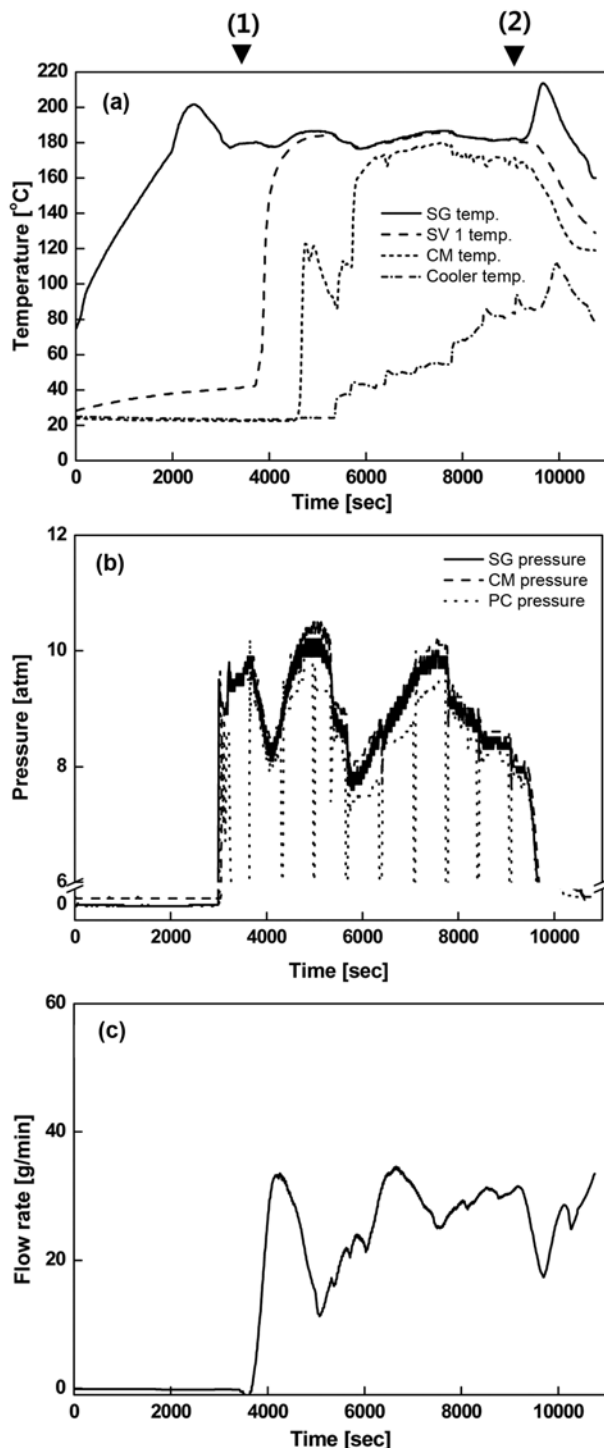 (1) (2)
220
(a)
200
180
160
140
120
100
80
60
40
20
0
Temperature [°C]
SG temp.
SV 1 temp.
CM temp.
Cooler temp.
0 2000 4000 6000 8000 10000
Time [sec]
12
(b)
10
8
6
0
Pressure [atm]
SG pressure
CM pressure
PC pressure
0 2000 4000 6000 8000 10000
Time [sec]
60
(c)
40
20
0
Flow rate [g/min]
0 2000 4000 6000 8000 10000
Time [sec]